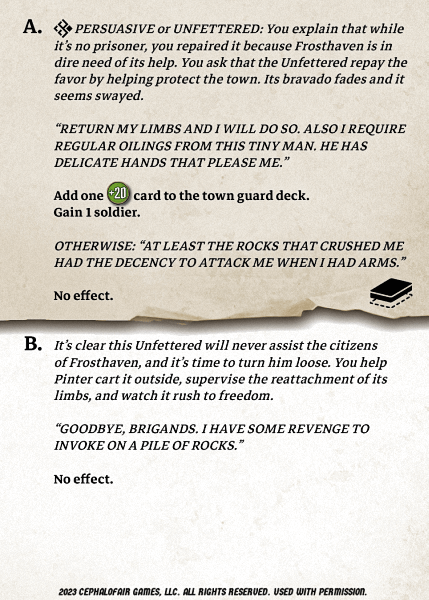 A. PERSUASIVE or UNFETTERED: You explain that while
it's no prisoner, you repaired it because Frosthaven is in
dire need of its help. You ask that the Unfettered repay the
favor by helping protect the town. Its bravado fades and it
seems swayed.
“RETURN MY LIMBS AND I WILL DO SO. ALSO I REQUIRE
REGULAR OILINGS FROM THIS TINY MAN. HE HAS
DELICATE HANDS THAT PLEASE ME.”
Add one +20 card to the town guard deck.
Gain 1 soldier.
OTHERWISE: “AT LEAST THE ROCKS THAT CRUSHED ME
HAD THE DECENCY TO ATTACK ME WHEN I HAD ARMS.”
No effect.
B. It's clear this Unfettered will never assist the citizens
of Frosthaven, and it's time to turn him loose. You help
Pinter cart it outside, supervise the reattachment of its
limbs, and watch it rush to freedom.
“GOODBYE, BRIGANDS. I HAVE SOME REVENGE TO
INVOKE ON A PILE OF ROCKS.”
No effect.
2023 CEPHALOFAIR GAMES, LLC. ALL RIGHTS RESERVED. USED WITH PERMISSION.